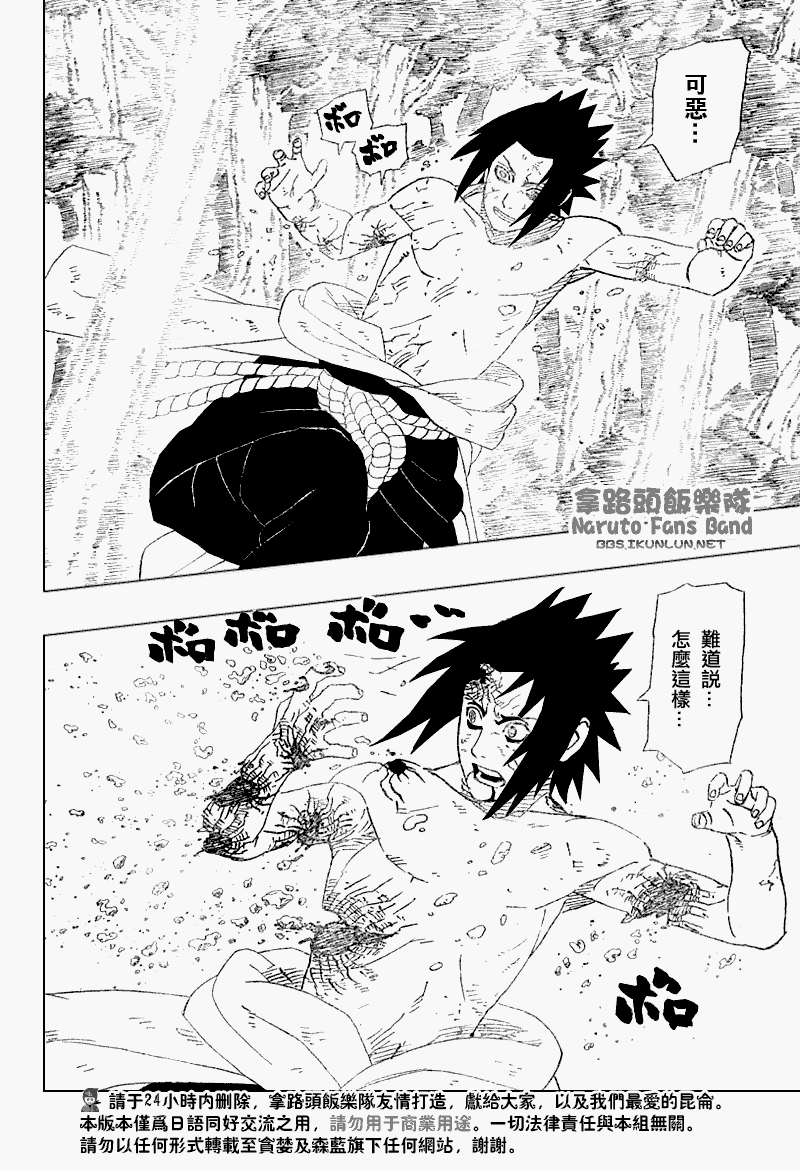 可惡…
ボロ
ボロ
拿路頭飯樂隊
Naruto Fans Band
BBS.IKUNLUN.NET
難道説…
怎麼這樣…
ボロ ボロ ボロ…
ボロ
請于24小時内删除，拿路頭飯樂隊友情打造，獻給大家，以及我們最愛的昆侖。
本版本僅爲日語同好交流之用，請勿用于商業用途。一切法律責任與本組無關。
請勿以任何形式轉載至貪婪及森藍旗下任何網站，謝謝。